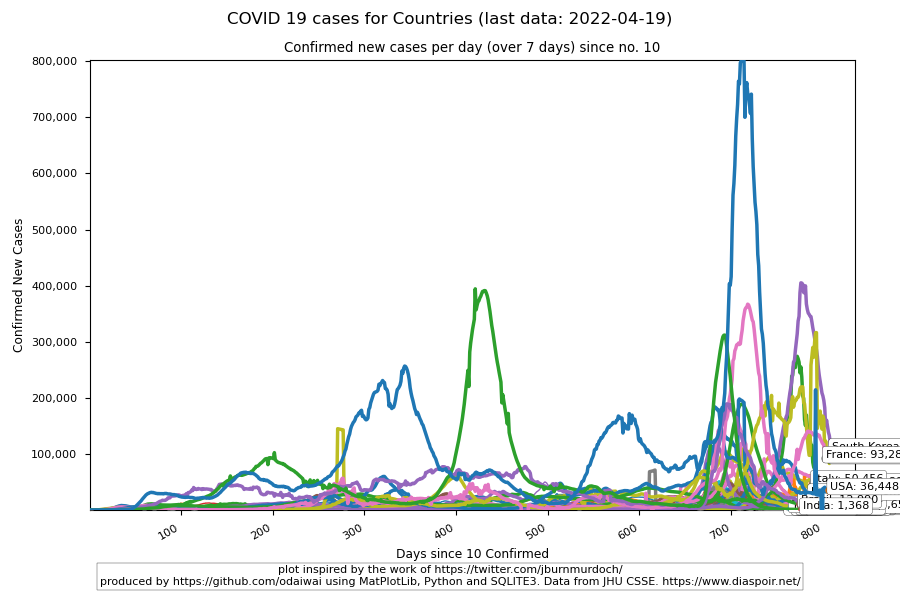 COVID 19 cases for Countries (last data: 2022-04-19)
Confirmed new cases per day (over 7 days) since no. 10
800,000
700,000
600,000
500,000
400,000
300,000
200,000
100,000
Confirmed New Cases
South Korea
France: 93,28
Italy: 50,456
USA: 36,448
India: 1,368
100
200
300
400
500
600
700
800
Days since 10 Confirmed
plot inspired by the work of https://twitter.com/jburnmurdoch/
produced by https://github.com/odaiwai using MatPlotLib, Python and SQLITE3. Data from JHU CSSE. https://www.diaspoir.net/